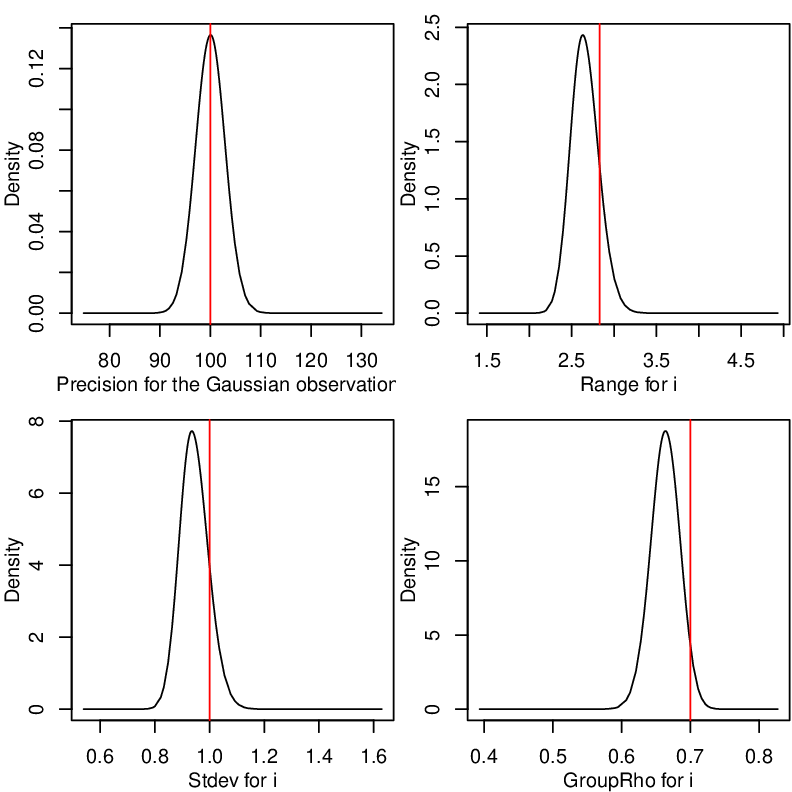 0.00 0.04 0.08 0.12
Density
80 90 100 110 120 130
Precision for the Gaussian observation
0.0 0.5 1.0 1.5 2.0 2.5
Density
1.5 2.5 3.5 4.5
Range for i
0 2 4 6 8
Density
0.6 0.8 1.0 1.2 1.4 1.6
Stdev for i
0 5 10 15
Density
0.4 0.5 0.6 0.7 0.8
GroupRho for i